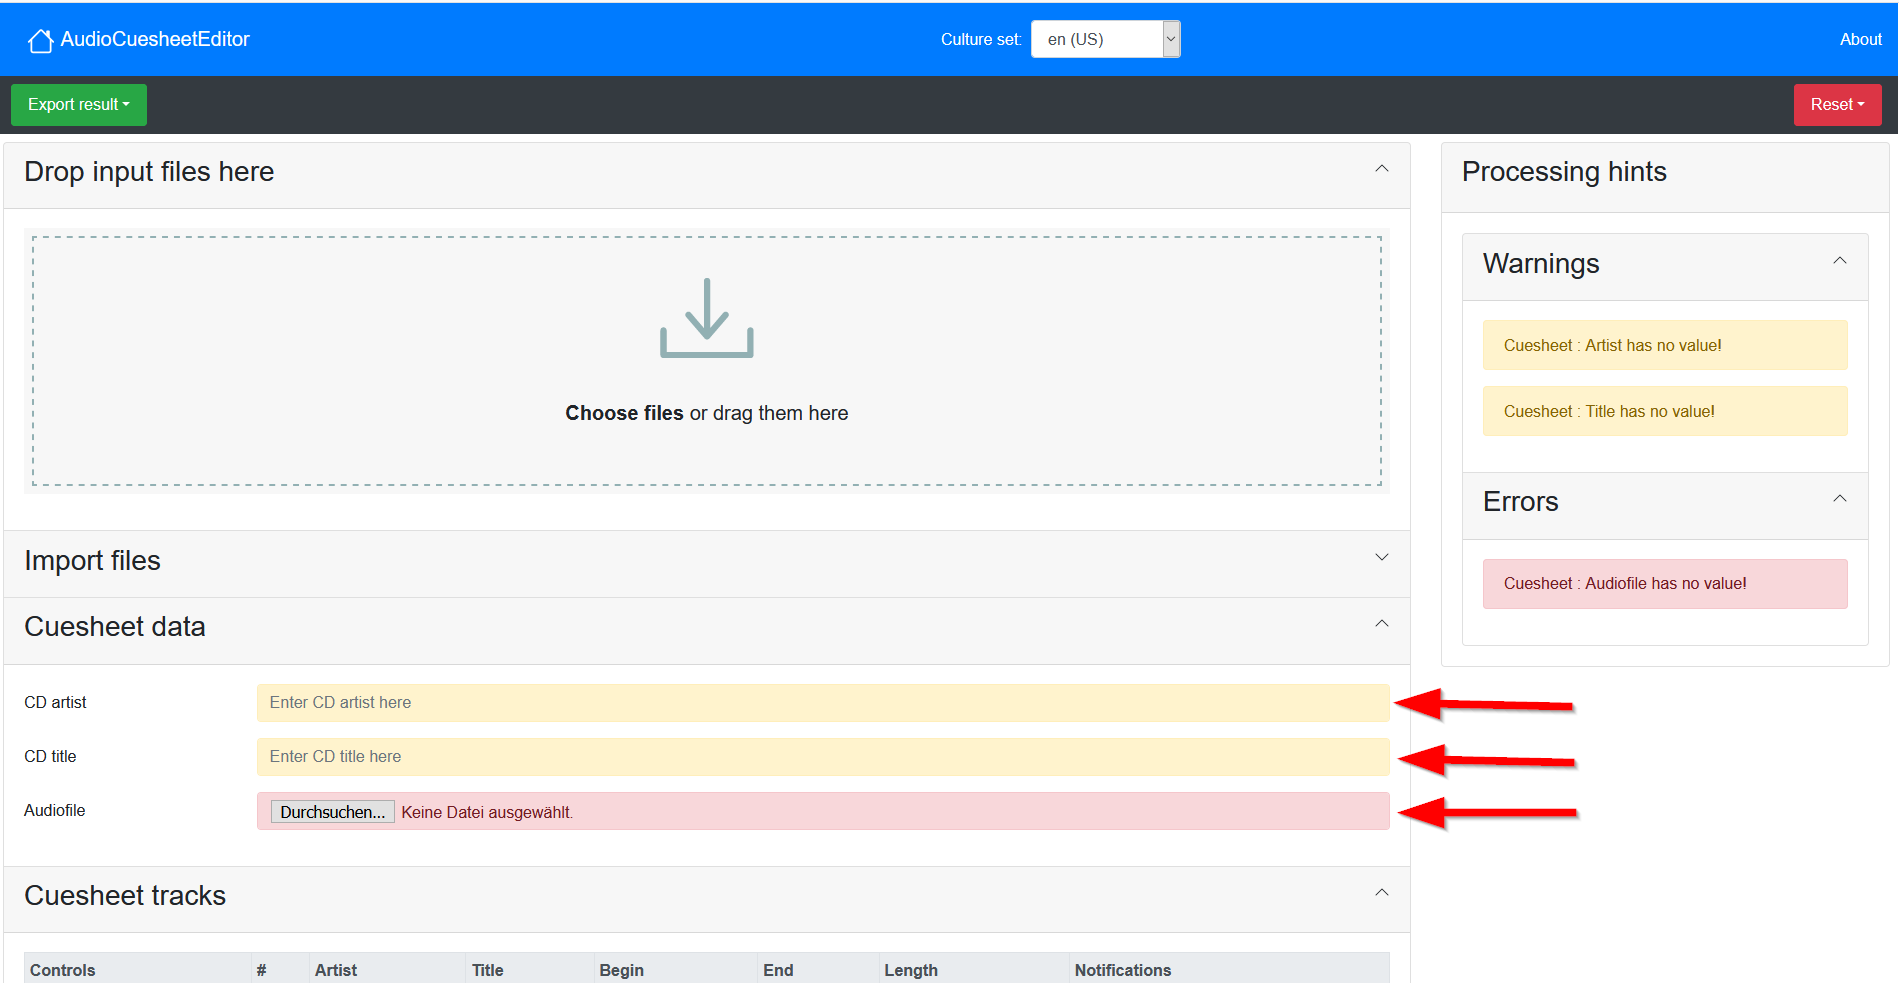 AudioCuesheetEditor
Culture set:
en (US)
About
Export result
Reset
Drop input files here
Choose files or drag them here
Import files
Cuesheet data
CD artist
Enter CD artist here
CD title
Enter CD title here
Audiofile
Durchsuchen... Keine Datei ausgewählt.
Cuesheet tracks
Controls # Artist Title Begin End Length Notifications
Processing hints
Warnings
Cuesheet : Artist has no value!
Cuesheet : Title has no value!
Errors
Cuesheet : Audiofile has no value!